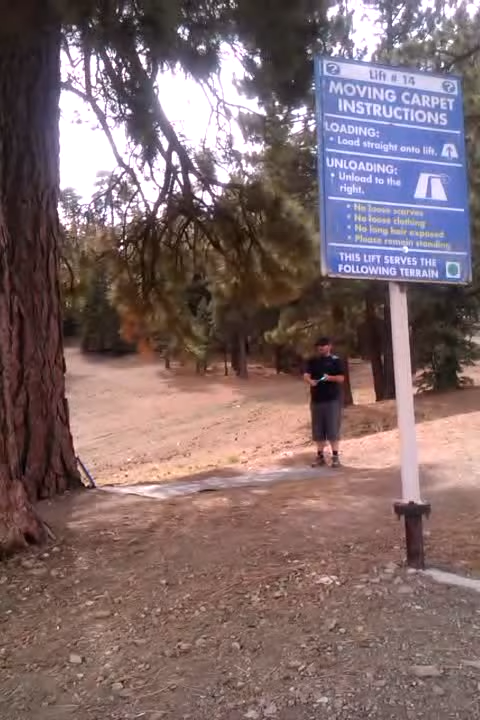 ? Lift # 14 ?
MOVING CARPET
INSTRUCTIONS
LOADING:
• Load straight onto lift.
UNLOADING:
• Unload to the
right.
• No loose scarves
• No loose clothing
• No long hair exposed
• Please remain standing
THIS LIFT SERVES THE
FOLLOWING TERRAIN